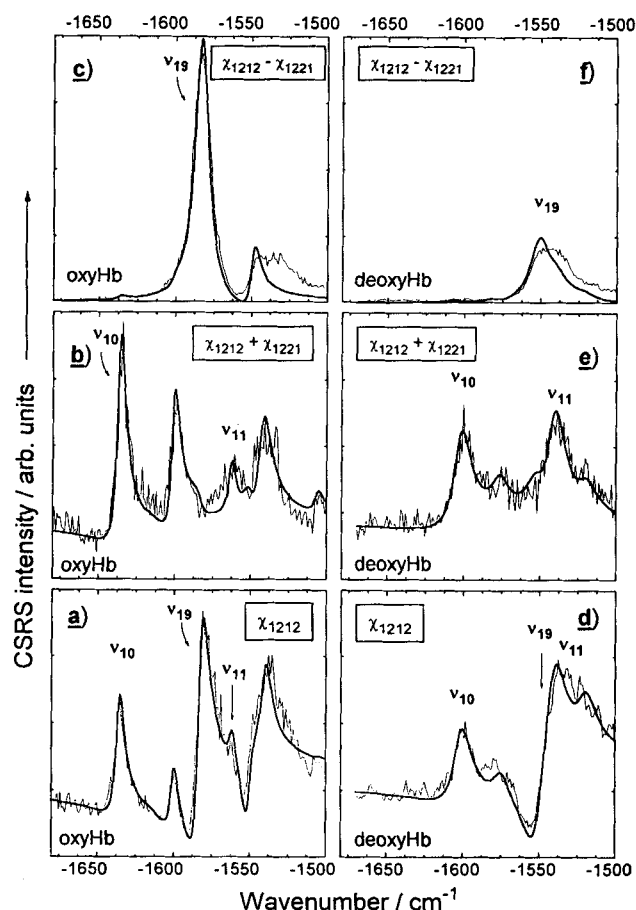 -1650 -1600 -1550 -1500 -1650 -1600 -1550 -1500
c)
ν19
χ1212 - χ1221
oxyHb
χ1212 - χ1221
f)
ν19
deoxyHb
ν10
b)
χ1212 + χ1221
ν11
oxyHb
χ1212 + χ1221
e)
ν10
ν11
deoxyHb
a)
ν19
χ1212
ν10
ν11
oxyHb
χ1212
d)
ν19
ν11
ν10
deoxyHb
-1650 -1600 -1550 -1500 -1650 -1600 -1550 -1500
Wavenumber / cm-1
CSRS intensity / arb. units